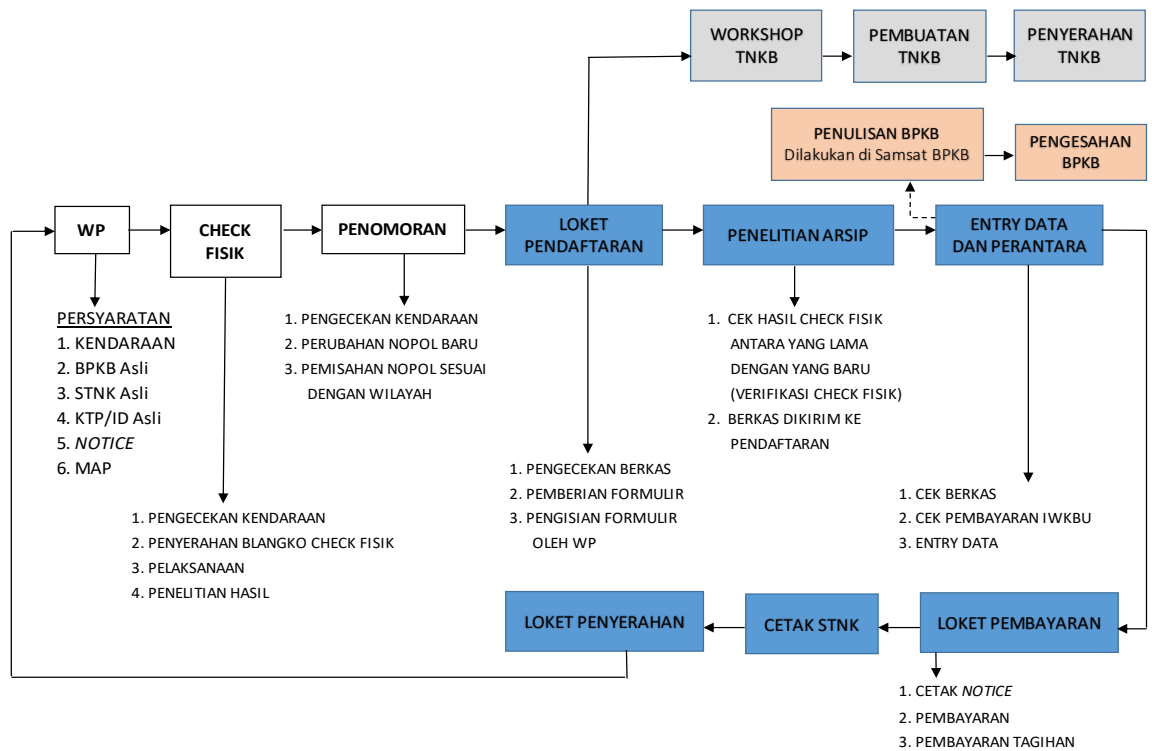 WORKSHOP
TNKB
PEMBUATAN
TNKB
PENYERAHAN
TNKB
PENULISAN BPKB
Dilakukan di Samsat BPKB
PENGESAHAN
BPKB
WP
CHECK
FISIK
PENOMORAN
LOKET
PENDAFTARAN
PENELITIAN ARSIP
ENTRY DATA
DAN PERANTARA
PERSYARATAN
1. KENDARAAN
2. BPKB Asli
3. STNK Asli
4. KTP/ID Asli
5. NOTICE
6. MAP
1. PENGECEKAN KENDARAAN
2. PERUBAHAN NOPOL BARU
3. PEMISAHAN NOPOL SESUAI
DENGAN WILAYAH
1. CEK HASIL CHECK FISIK
ANTARA YANG LAMA
DENGAN YANG BARU
(VERIFIKASI CHECK FISIK)
2. BERKAS DIKIRIM KE
PENDAFTARAN
1. PENGECEKAN BERKAS
2. PEMBERIAN FORMULIR
3. PENGISIAN FORMULIR
OLEH WP
1. CEK BERKAS
2. CEK PEMBAYARAN IWKBU
3. ENTRY DATA
1. PENGECEKAN KENDARAAN
2. PENYERAHAN BLANGKO CHECK FISIK
3. PELAKSANAAN
4. PENELITIAN HASIL
LOKET PENYERAHAN
CETAK STNK
LOKET PEMBAYARAN
1. CETAK NOTICE
2. PEMBAYARAN
3. PEMBAYARAN TAGIHAN